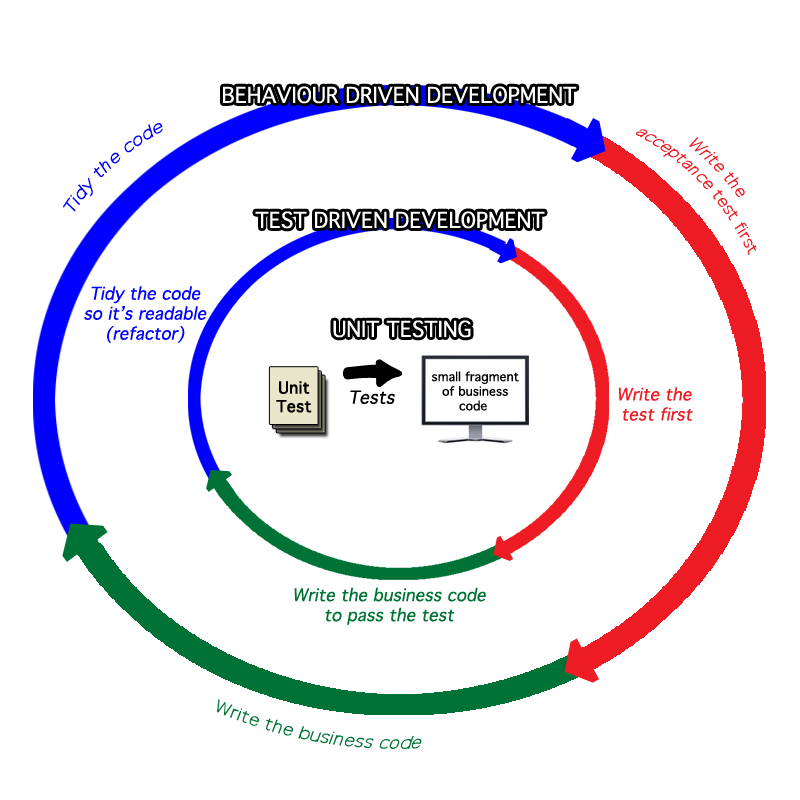 BEHAVIOUR DRIVEN DEVELOPMENT
Tidy the code
Write the
acceptance test first
TEST DRIVEN DEVELOPMENT
Tidy the code
so it's readable
(refactor)
UNIT TESTING
Unit
Test
Tests
small fragment
of business
code
Write the
test first
Write the business code
to pass the test
Write the business code